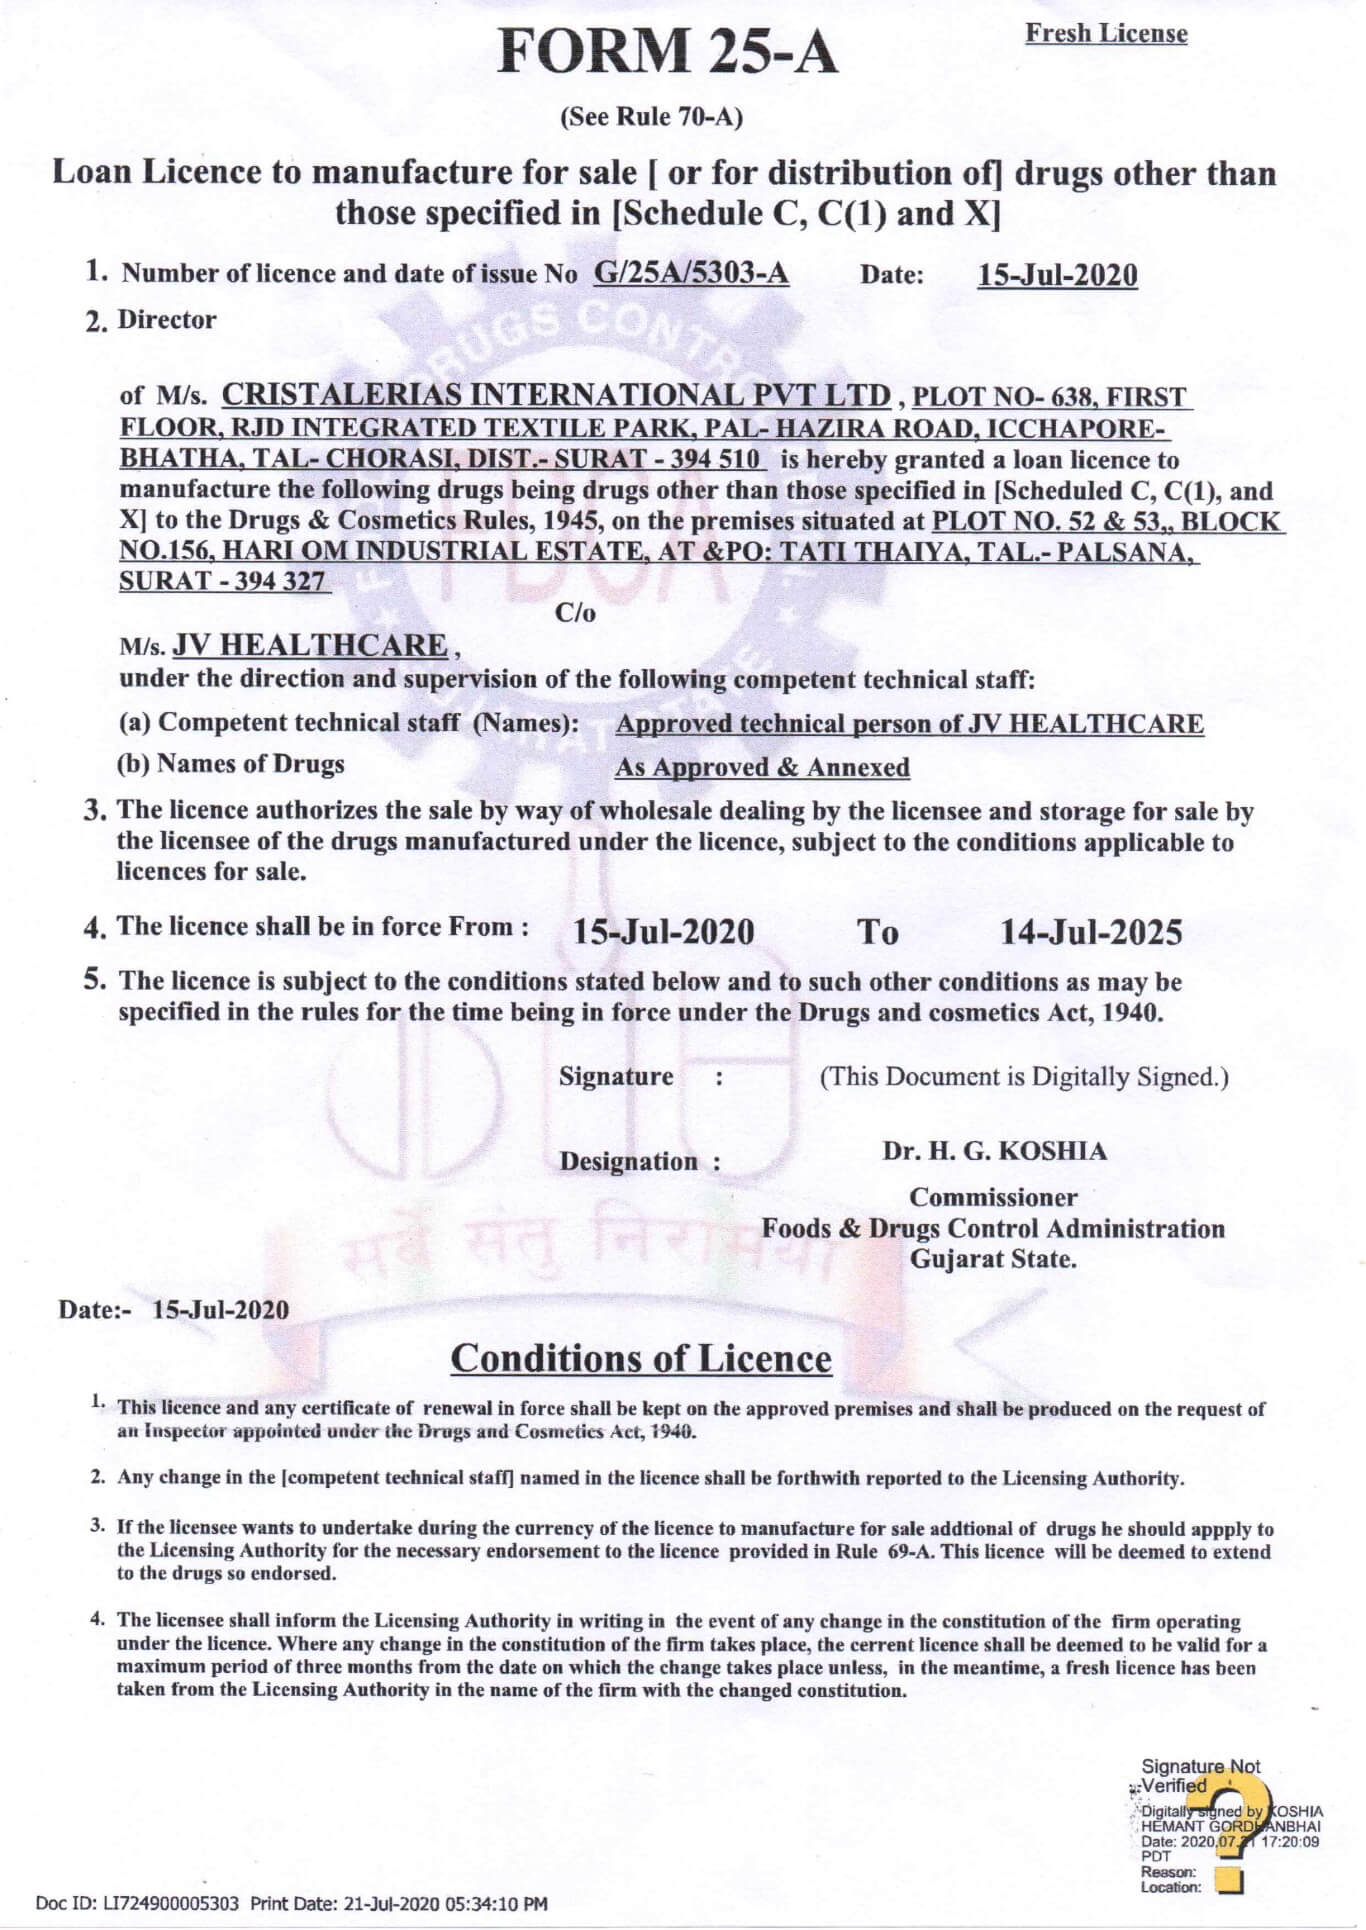 Fresh License
FORM 25-A
(See Rule 70-A)
Loan Licence to manufacture for sale [ or for distribution of] drugs other than
those specified in [Schedule C, C(1) and X]
1. Number of licence and date of issue No G/25A/5303-A Date: 15-Jul-2020
2. Director
of M/s. CRISTALERIAS INTERNATIONAL PVT LTD , PLOT NO- 638, FIRST
FLOOR, RJD INTEGRATED TEXTILE PARK, PAL- HAZIRA ROAD, ICCHAPORE-
BHATHA, TAL- CHORASI, DIST.- SURAT - 394 510 is hereby granted a loan licence to
manufacture the following drugs being drugs other than those specified in [Scheduled C, C(1), and
X] to the Drugs & Cosmetics Rules, 1945, on the premises situated at PLOT NO. 52 & 53,, BLOCK
NO.156, HARI OM INDUSTRIAL ESTATE, AT &PO: TATI THAIYA, TAL.- PALSANA,
SURAT - 394 327
C/o
M/s. JV HEALTHCARE ,
under the direction and supervision of the following competent technical staff:
(a) Competent technical staff (Names): Approved technical person of JV HEALTHCARE
(b) Names of Drugs As Approved & Annexed
3. The licence authorizes the sale by way of wholesale dealing by the licensee and storage for sale by
the licensee of the drugs manufactured under the licence, subject to the conditions applicable to
licences for sale.
4. The licence shall be in force From : 15-Jul-2020 To 14-Jul-2025
5. The licence is subject to the conditions stated below and to such other conditions as may be
specified in the rules for the time being in force under the Drugs and cosmetics Act, 1940.
Signature : (This Document is Digitally Signed.)
Designation : Dr. H. G. KOSHIA
Commissioner
Foods & Drugs Control Administration
Gujarat State.
FDCA
DRUGS CONTROL
GUJARAT STATE
सर्वे संतु निरामया
Date:- 15-Jul-2020
Conditions of Licence
1. This licence and any certificate of renewal in force shall be kept on the approved premises and shall be produced on the request of
an Inspector appointed under the Drugs and Cosmetics Act, 1940.
2. Any change in the [competent technical staff] named in the licence shall be forthwith reported to the Licensing Authority.
3. If the licensee wants to undertake during the currency of the licence to manufacture for sale addtional of drugs he should appply to
the Licensing Authority for the necessary endorsement to the licence provided in Rule 69-A. This licence will be deemed to extend
to the drugs so endorsed.
4. The licensee shall inform the Licensing Authority in writing in the event of any change in the constitution of the firm operating
under the licence. Where any change in the constitution of the firm takes place, the cerrent licence shall be deemed to be valid for a
maximum period of three months from the date on which the change takes place unless, in the meantime, a fresh licence has been
taken from the Licensing Authority in the name of the firm with the changed constitution.
Signature Not
Verified
Digitally signed by KOSHIA
HEMANT GORDHANBHAI
Date: 2020.07.21 17:20:09
PDT
Reason:
Location:
Doc ID: LI724900005303 Print Date: 21-Jul-2020 05:34:10 PM